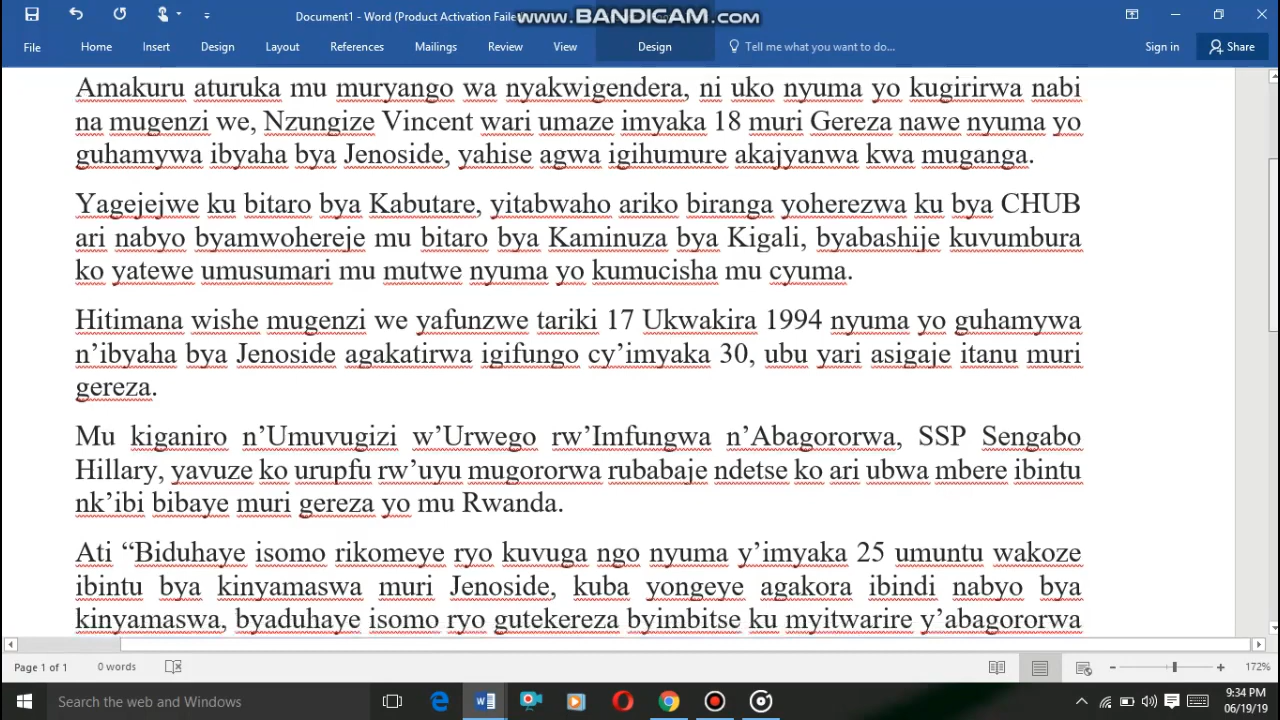 Document1 - Word (Product Activation Faile
www.BANDICAM.com
File Home Insert Design Layout References Mailings Review View Design Tell me what you want to do... Sign in Share
Amakuru aturuka mu muryango wa nyakwigendera, ni uko nyuma yo kugirirwa nabi
na mugenzi we, Nzungize Vincent wari umaze imyaka 18 muri Gereza nawe nyuma yo
guhamywa ibyaha bya Jenoside, yahise agwa igihumure akajyanwa kwa muganga.
Yagejejwe ku bitaro bya Kabutare, yitabwaho ariko biranga yoherezwa ku bya CHUB
ari nabyo byamwohereje mu bitaro bya Kaminuza bya Kigali, byabashije kuvumbura
ko yatewe umusumari mu mutwe nyuma yo kumucisha mu cyuma.
Hitimana wishe mugenzi we yafunzwe tariki 17 Ukwakira 1994 nyuma yo guhamywa
n’ibyaha bya Jenoside agakatirwa igifungo cy’imyaka 30, ubu yari asigaje itanu muri
gereza.
Mu kiganiro n’Umuvugizi w’Urwego rw’Imfungwa n’Abagororwa, SSP Sengabo
Hillary, yavuze ko urupfu rw’uyu mugororwa rubabaje ndetse ko ari ubwa mbere ibintu
nk’ibi bibaye muri gereza yo mu Rwanda.
Ati “Biduhaye isomo rikomeye ryo kuvuga ngo nyuma y’imyaka 25 umuntu wakoze
ibintu bya kinyamaswa muri Jenoside, kuba yongeye agakora ibindi nabyo bya
kinyamaswa, byaduhaye isomo ryo gutekereza byimbitse ku myitwarire y’abagororwa
Page 1 of 1 0 words 172%
Search the web and Windows
9:34 PM
06/19/19